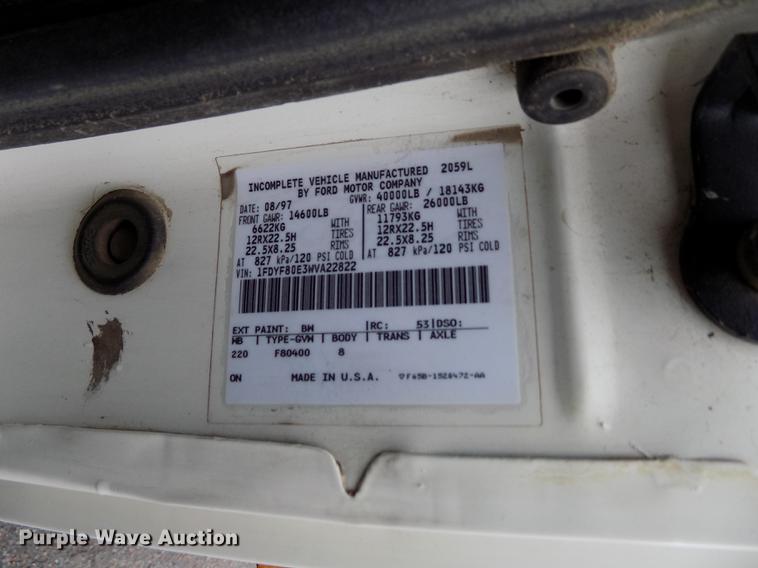 INCOMPLETE VEHICLE MANUFACTURED 2059L
BY FORD MOTOR COMPANY
DATE: 08/97 GVWR: 40000LB / 18143KG
FRONT GAWR: 14600LB REAR GAWR: 26000LB
6622KG WITH 11793KG WITH
12RX22.5H TIRES 12RX22.5H TIRES
22.5X8.25 RIMS 22.5X8.25 RIMS
AT 827 kPa/120 PSI COLD AT 827 kPa/120 PSI COLD
VIN: 1FDYF80E3WVA22822
EXT PAINT: BW RC: 53 DSO:
WB TYPE-GVW BODY TRANS AXLE
220 F80400 8
ON MADE IN U.S.A. F65B-1520472-AA
Purple Wave Auction